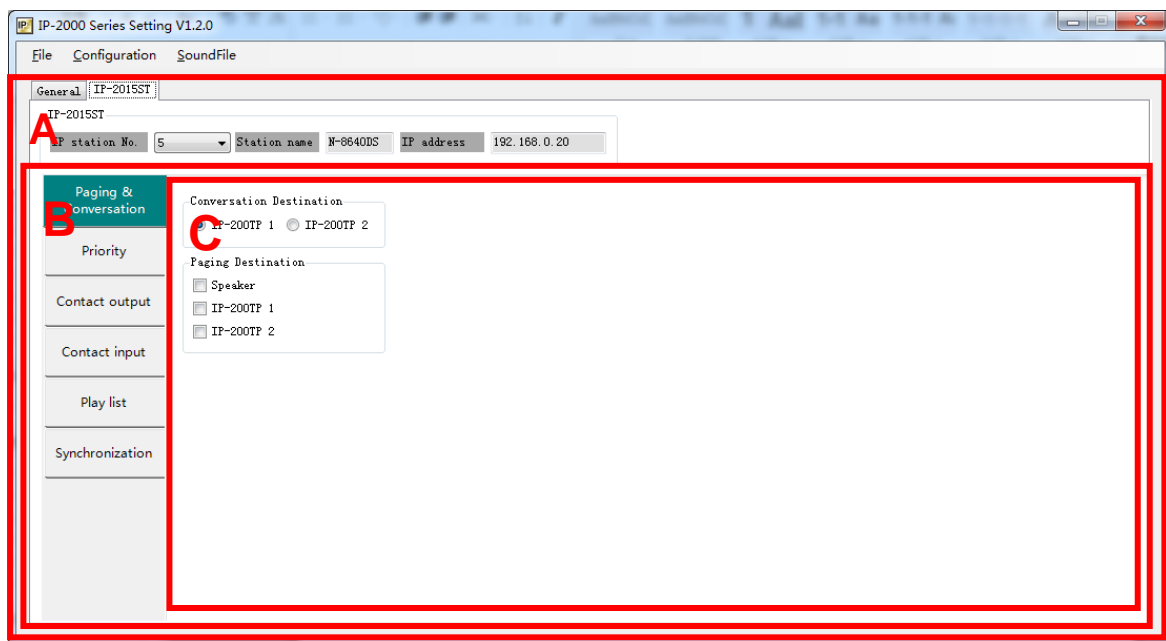 IP-2000 Series Setting V1.2.0
File Configuration SoundFile
General IP-2015ST
IP-2015ST
A
IP station No. 5 Station name N-8640DS IP address 192.168.0.20
Paging &
Conversation
B
Priority
Contact output
Contact input
Play list
Synchronization
Conversation Destination
C
IP-200TP 1 IP-200TP 2
Paging Destination
Speaker
IP-200TP 1
IP-200TP 2